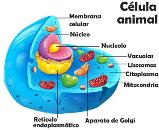 Célula
animal
Membrana
celular
Núcleo
Nucleolo
Vacuolas
Lisosomas
Citoplasma
Mitocondria
Retículo
endoplasmático
Aparato de Golgi